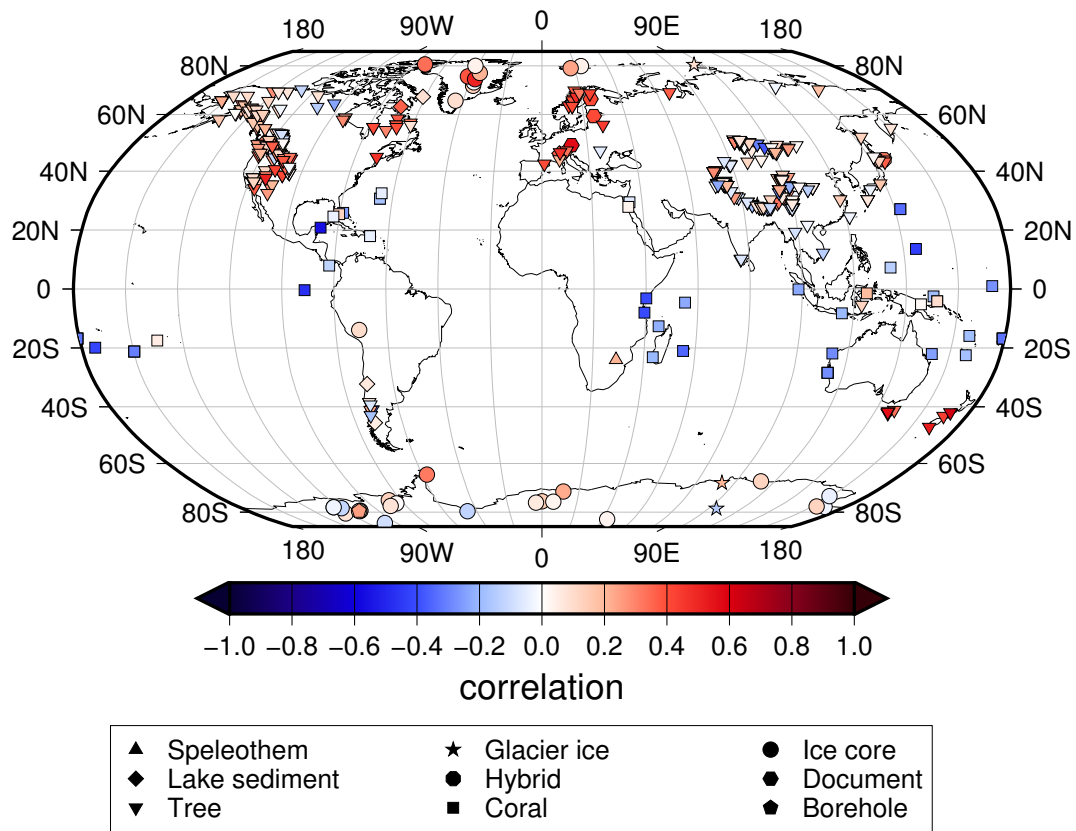 180 90W 0 90E 180
80N 80N
60N 60N
40N 40N
20N 20N
0 0
20S 20S
40S 40S
60S 60S
80S 80S
180 90W 0 90E 180
−1.0 −0.8 −0.6 −0.4 −0.2 0.0 0.2 0.4 0.6 0.8 1.0
correlation
Speleothem Glacier ice Ice core
Lake sediment Hybrid Document
Tree Coral Borehole